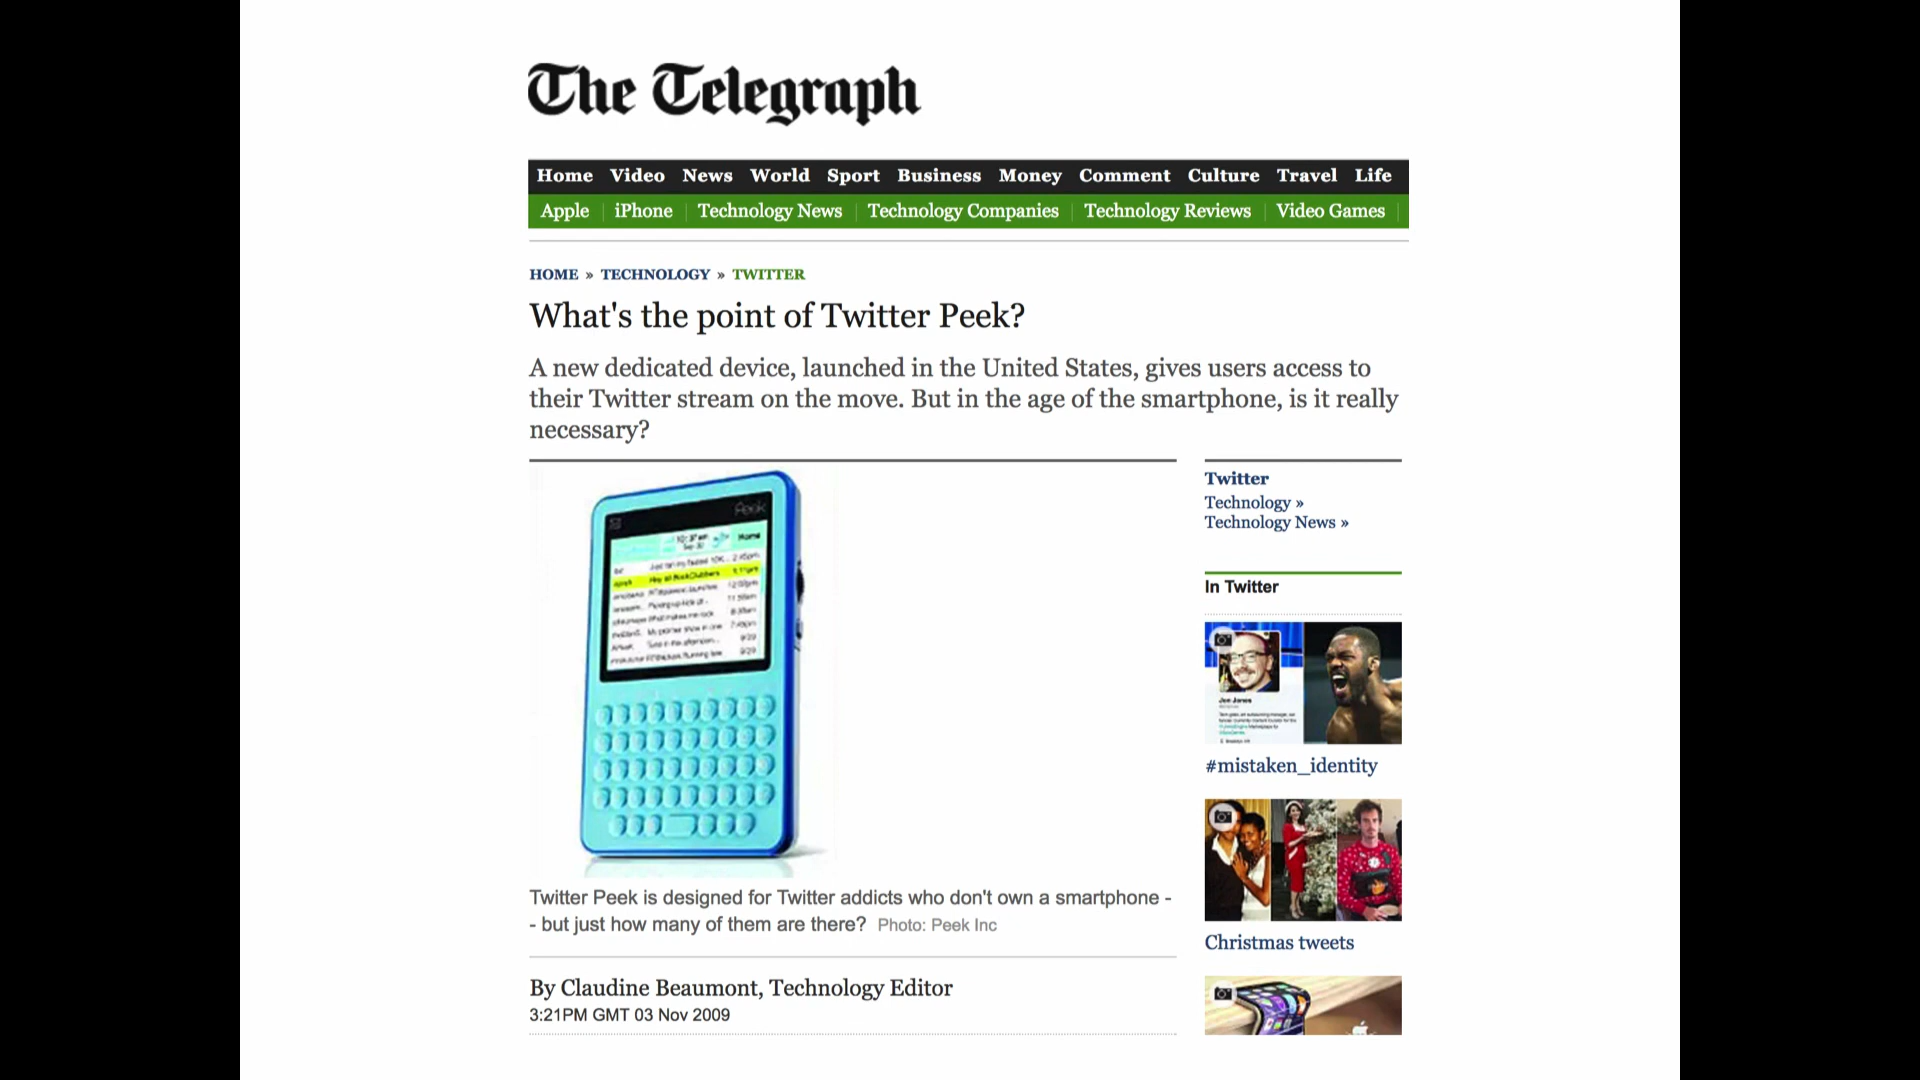 The Telegraph
Home Video News World Sport Business Money Comment Culture Travel Life
Apple iPhone Technology News Technology Companies Technology Reviews Video Games
HOME » TECHNOLOGY » TWITTER
What's the point of Twitter Peek?
A new dedicated device, launched in the United States, gives users access to
their Twitter stream on the move. But in the age of the smartphone, is it really
necessary?
peek
Home
Twitter Peek is designed for Twitter addicts who don't own a smartphone -
- but just how many of them are there? Photo: Peek Inc
By Claudine Beaumont, Technology Editor
3:21PM GMT 03 Nov 2009
Twitter
Technology »
Technology News »
In Twitter
Jon Jones
#mistaken_identity
Christmas tweets